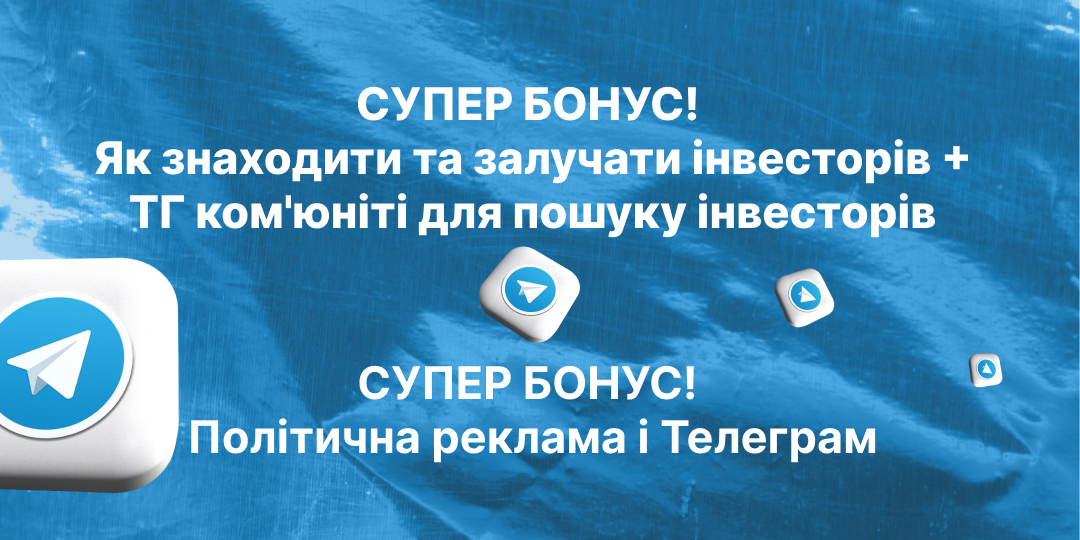 СУПЕР БОНУС!
Як знаходити та залучати інвесторів +
ТГ ком'юніті для пошуку інвесторів
СУПЕР БОНУС!
Політична реклама і Телеграм